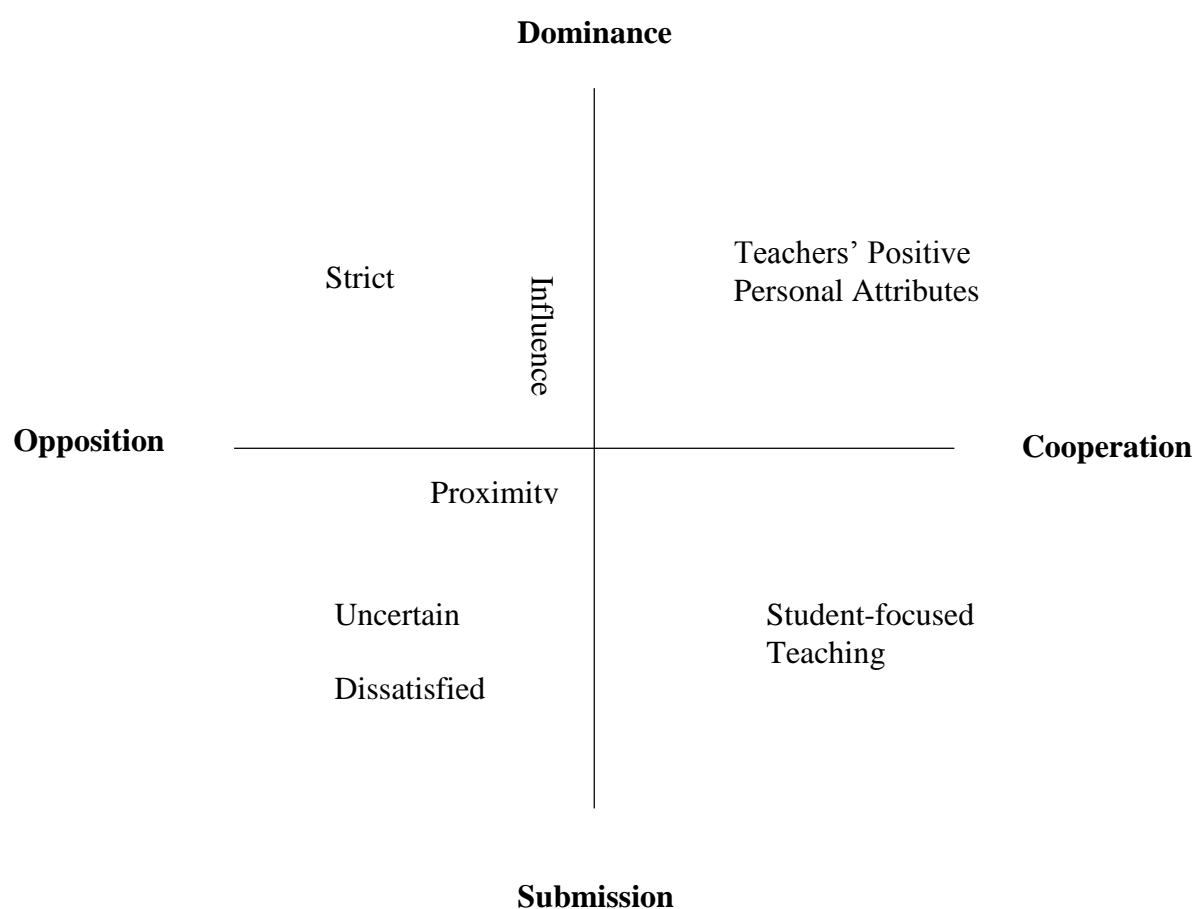 Dominance
Strict
Influence
Teachers’ Positive
Personal Attributes
Opposition
Cooperation
Proximity
Uncertain
Dissatisfied
Student-focused
Teaching
Submission